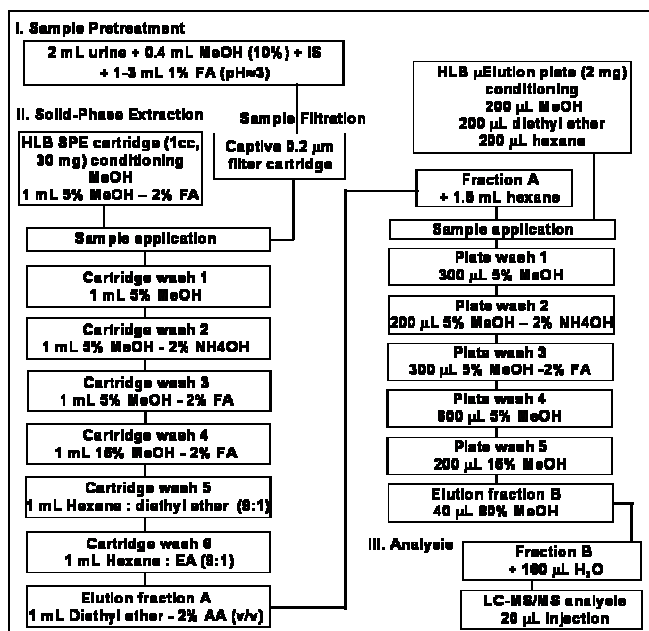 I. Sample Pretreatment
2 mL urine + 0.4 mL MeOH (10%) + IS
+ 1-3 mL 1% FA (pH≈3)
II. Solid-Phase Extraction
HLB SPE cartridge (1cc,
30 mg) conditioning
MeOH
1 mL 5% MeOH – 2% FA
Sample Filtration
Captive 0.2 µm
filter cartridge
Sample application
Cartridge wash 1
1 mL 5% MeOH
Cartridge wash 2
1 mL 5% MeOH - 2% NH4OH
Cartridge wash 3
1 mL 5% MeOH - 2% FA
Cartridge wash 4
1 mL 15% MeOH - 2% FA
Cartridge wash 5
1 mL Hexane : diethyl ether (9:1)
Cartridge wash 6
1 mL Hexane : EA (9:1)
Elution fraction A
1 mL Diethyl ether - 2% AA (v/v)
HLB µElution plate (2 mg)
conditioning
200 µL MeOH
200 µL diethyl ether
200 µL hexane
Fraction A
+ 1.5 mL hexane
Sample application
Plate wash 1
300 µL 5% MeOH
Plate wash 2
200 µL 5% MeOH – 2% NH4OH
Plate wash 3
300 µL 5% MeOH -2% FA
Plate wash 4
600 µL 5% MeOH
Plate wash 5
200 µL 15% MeOH
Elution fraction B
40 µL 80% MeOH
III. Analysis
Fraction B
+ 160 µL H₂O
LC-MS/MS analysis
20 µL injection